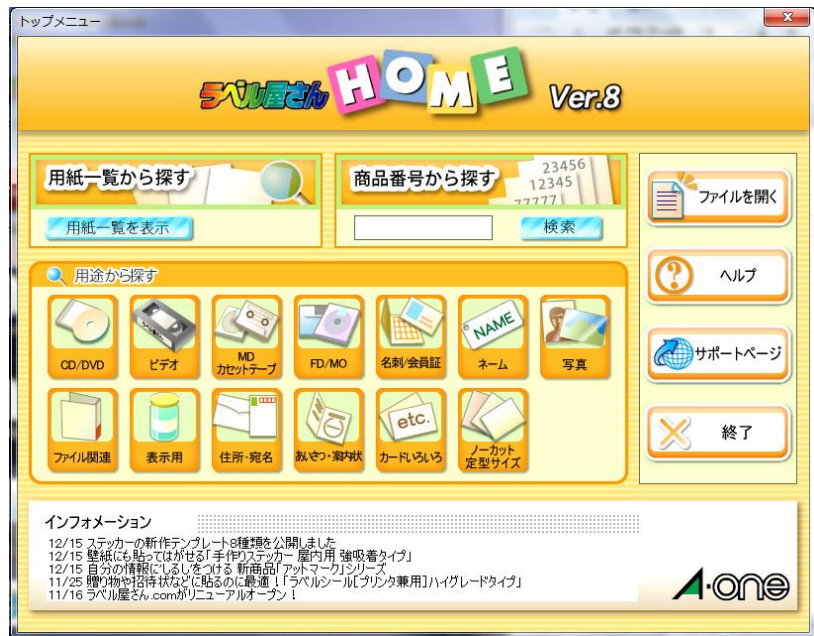 トップメニュー
ラベル屋さん HOME Ver.8
用紙一覧から探す
用紙一覧を表示
商品番号から探す
23456
12345
77777
検索
ファイルを開く
ヘルプ
サポートページ
終了
用途から探す
CD/DVD
ビデオ
MD
カセットテープ
FD/MO
名刺/会員証
NAME
ネーム
写真
ファイル関連
表示用
住所・宛名
あいさつ・案内状
etc.
カードいろいろ
ノーカット
定型サイズ
インフォメーション
12/15 ステッカーの新作テンプレート8種類を公開しました
12/15 壁紙にも貼ってはがせる「手作りステッカー 屋内用 強吸着タイプ」
12/15 自分の情報にしるしをつける 新商品「アットマーク」シリーズ
11/25 贈り物や招待状などに貼るのに最適!「ラベルシール[プリンタ兼用]ハイグレードタイプ」
11/16 ラベル屋さん.comがリニューアルオープン!
A・one